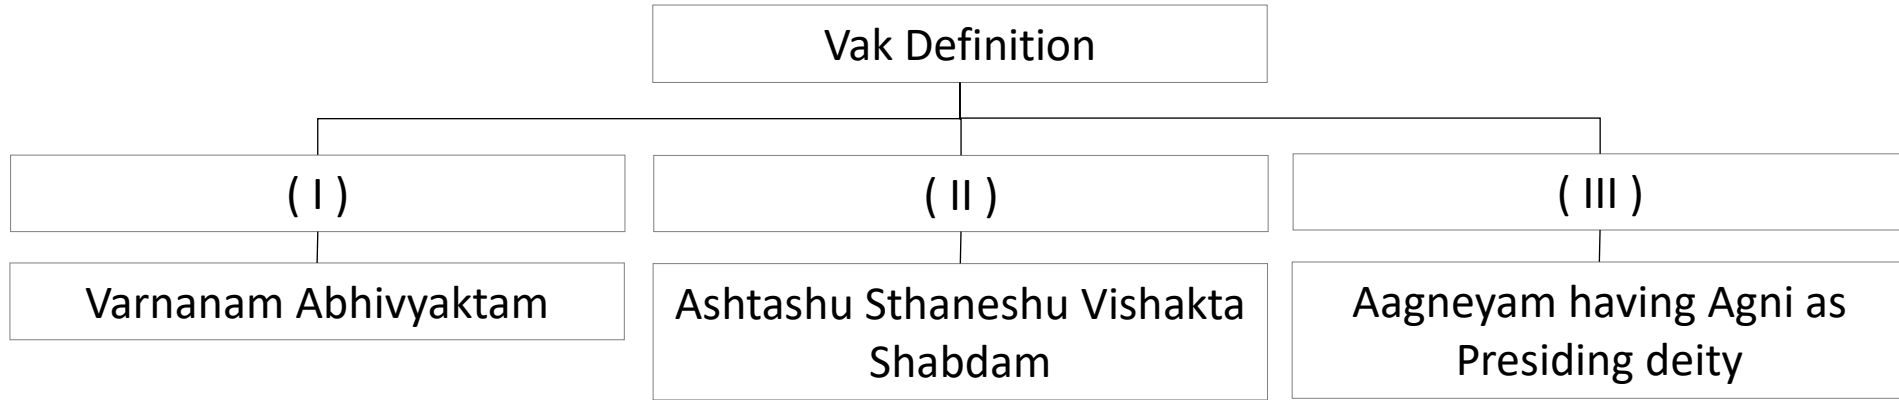 Vak Definition
( I )
( II )
( III )
Varnanam Abhivyaktam
Ashtashu Sthaneshu Vishakta
Shabdam
Aagneyam having Agni as
Presiding deity